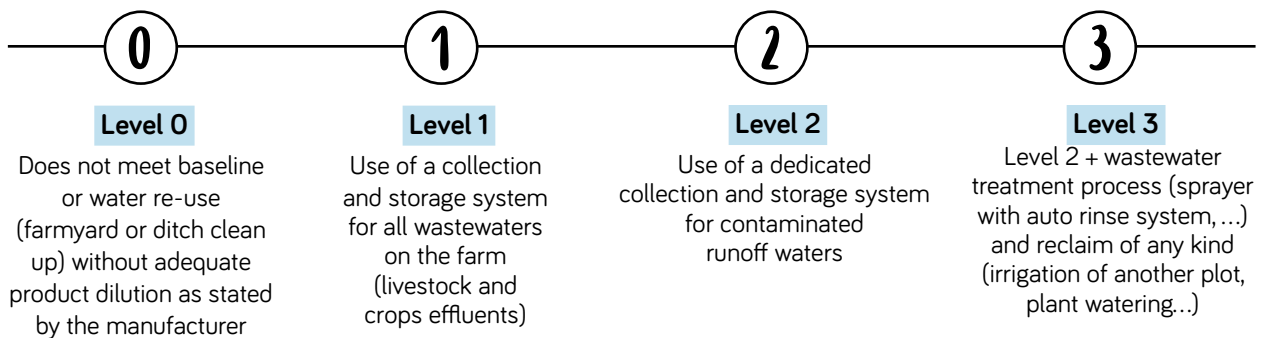 0
1
2
3
Level 0
Does not meet baseline
or water re-use
(farmyard or ditch clean
up) without adequate
product dilution as stated
by the manufacturer
Level 1
Use of a collection
and storage system
for all wastewaters
on the farm
(livestock and
crops effluents)
Level 2
Use of a dedicated
collection and storage system
for contaminated
runoff waters
Level 3
Level 2 + wastewater
treatment process (sprayer
with auto rinse system, ...)
and reclaim of any kind
(irrigation of another plot,
plant watering...)